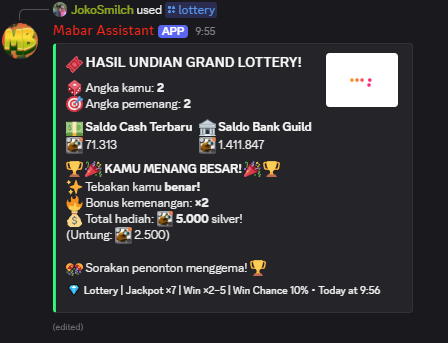 JokoSmilch used lottery
MB
Mabar Assistant APP 9:55
HASIL UNDIAN GRAND LOTTERY!
Angka kamu: 2
Angka pemenang: 2
Saldo Cash Terbaru Saldo Bank Guild
71.313 1.411.847
KAMU MENANG BESAR!
Tebakan kamu benar!
Bonus kemenangan: ×2
Total hadiah: 5.000 silver!
(Untung: 2.500)
Sorakan penonton menggema!
Lottery | Jackpot ×7 | Win ×2–5 | Win Chance 10% • Today at 9:56
(edited)